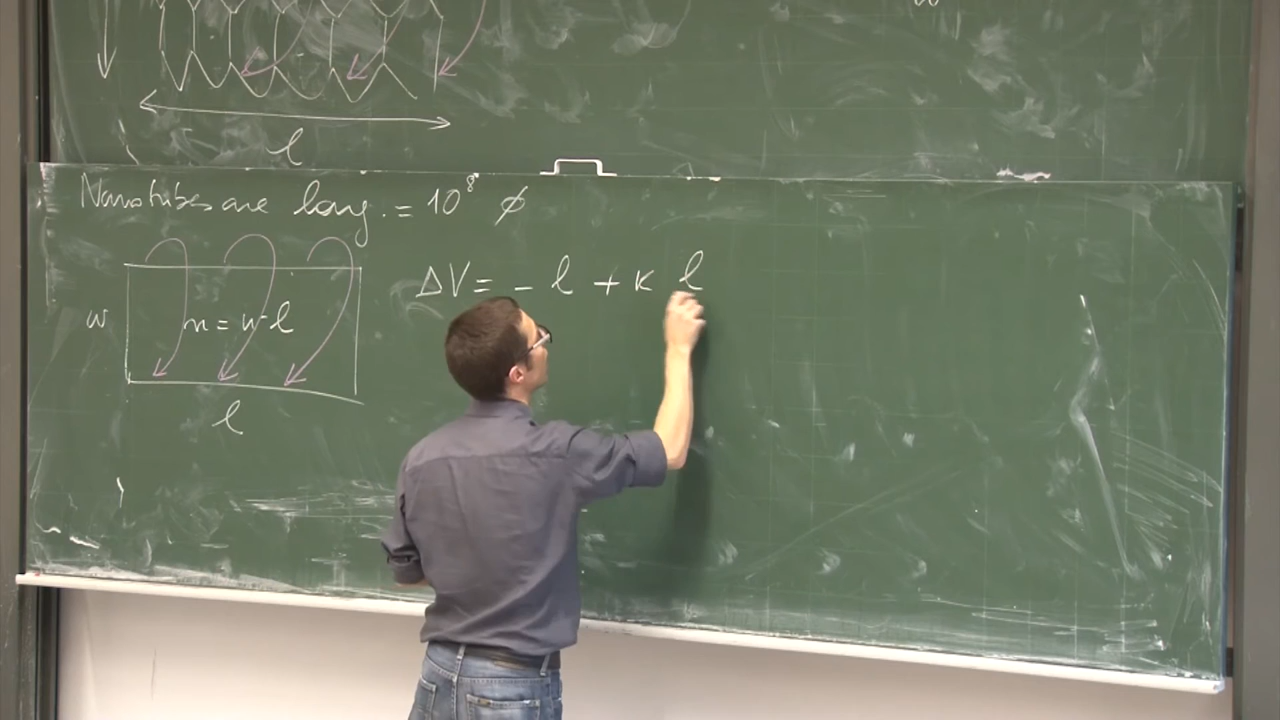 l
Nanotubes are long. = 10⁸ ϕ
ΔV = - l + κ l
w
n = w·l
l